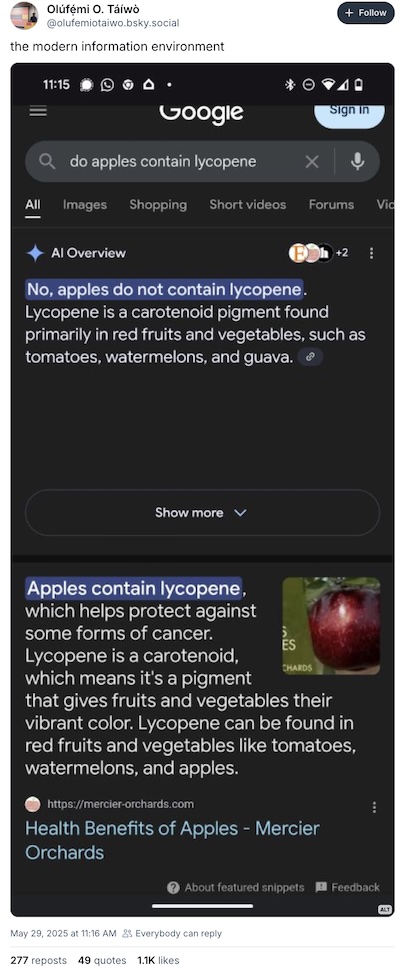 Olúfẹ́mi O. Táíwò
@olufemiotaiwo.bsky.social
+ Follow
the modern information environment
11:15
Google
Sign in
do apples contain lycopene
All Images Shopping Short videos Forums Vic
AI Overview
+2
No, apples do not contain lycopene.
Lycopene is a carotenoid pigment found
primarily in red fruits and vegetables, such as
tomatoes, watermelons, and guava.
Show more
Apples contain lycopene,
which helps protect against
some forms of cancer.
Lycopene is a carotenoid,
which means it's a pigment
that gives fruits and vegetables their
vibrant color. Lycopene can be found in
red fruits and vegetables like tomatoes,
watermelons, and apples.
ES
CHARDS
https://mercier-orchards.com
Health Benefits of Apples - Mercier
Orchards
About featured snippets Feedback
ALT
May 29, 2025 at 11:16 AM Everybody can reply
277 reposts 49 quotes 1.1K likes